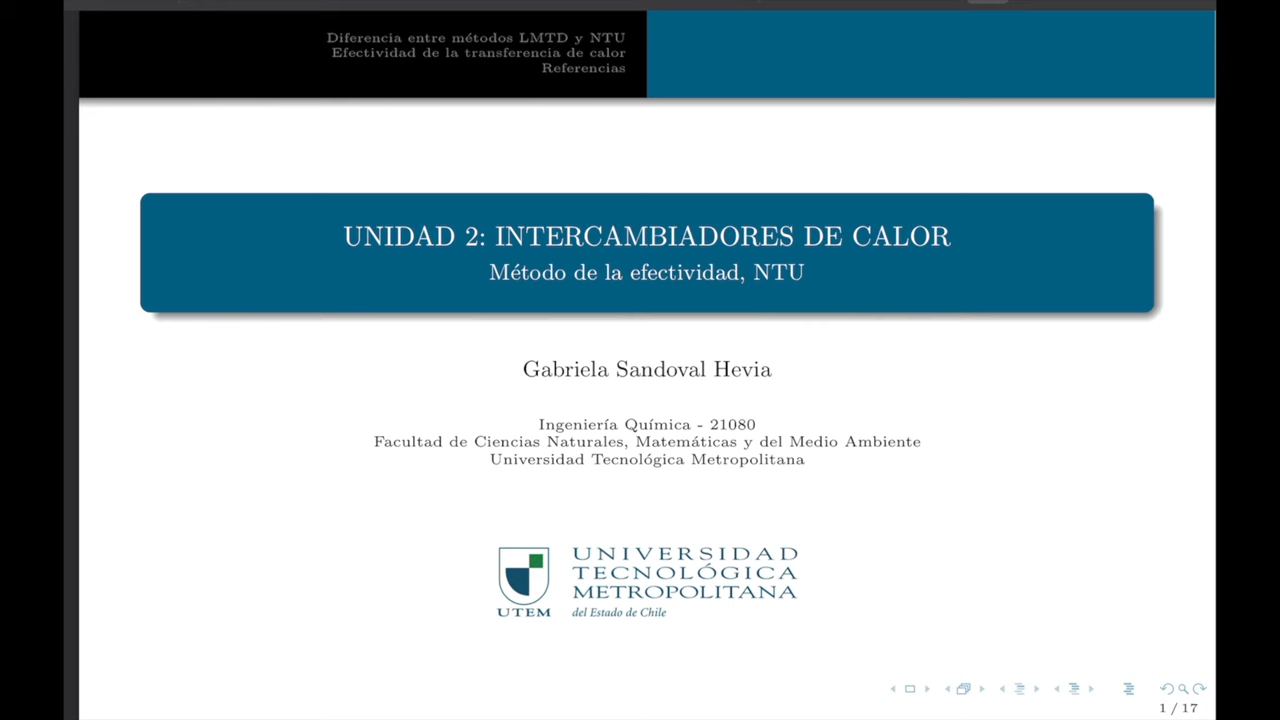 Diferencia entre métodos LMTD y NTU
Efectividad de la transferencia de calor
Referencias
UNIDAD 2: INTERCAMBIADORES DE CALOR
Método de la efectividad, NTU
Gabriela Sandoval Hevia
Ingeniería Química - 21080
Facultad de Ciencias Naturales, Matemáticas y del Medio Ambiente
Universidad Tecnológica Metropolitana
UTEM
UNIVERSIDAD
TECNOLÓGICA
METROPOLITANA
del Estado de Chile
1 / 17